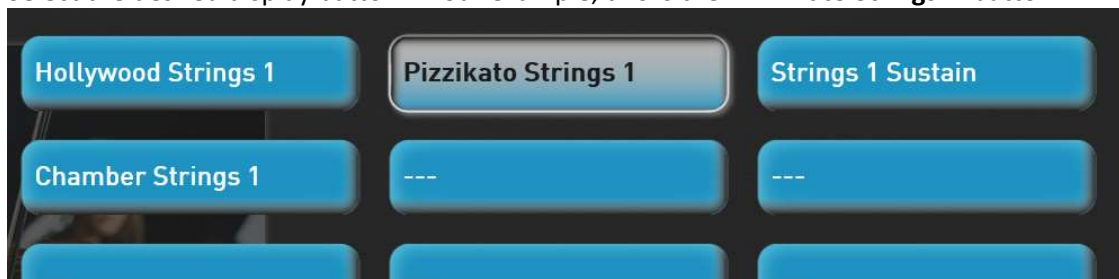 Hollywood Strings 1
Pizzikato Strings 1
Strings 1 Sustain
Chamber Strings 1
---
---